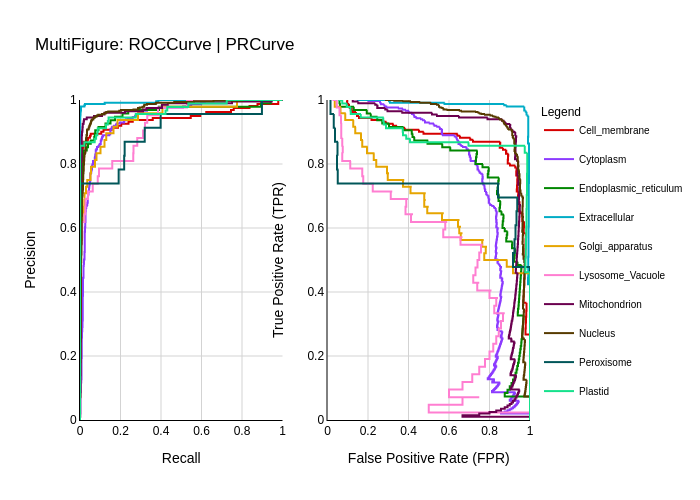 MultiFigure: ROCCurve | PRCurve
Precision
1
0.8
0.6
0.4
0.2
0
0 0.2 0.4 0.6 0.8 1
Recall
True Positive Rate (TPR)
1
0.8
0.6
0.4
0.2
0
0 0.2 0.4 0.6 0.8 1
False Positive Rate (FPR)
Legend
Cell_membrane
Cytoplasm
Endoplasmic_reticulum
Extracellular
Golgi_apparatus
Lysosome_Vacuole
Mitochondrion
Nucleus
Peroxisome
Plastid